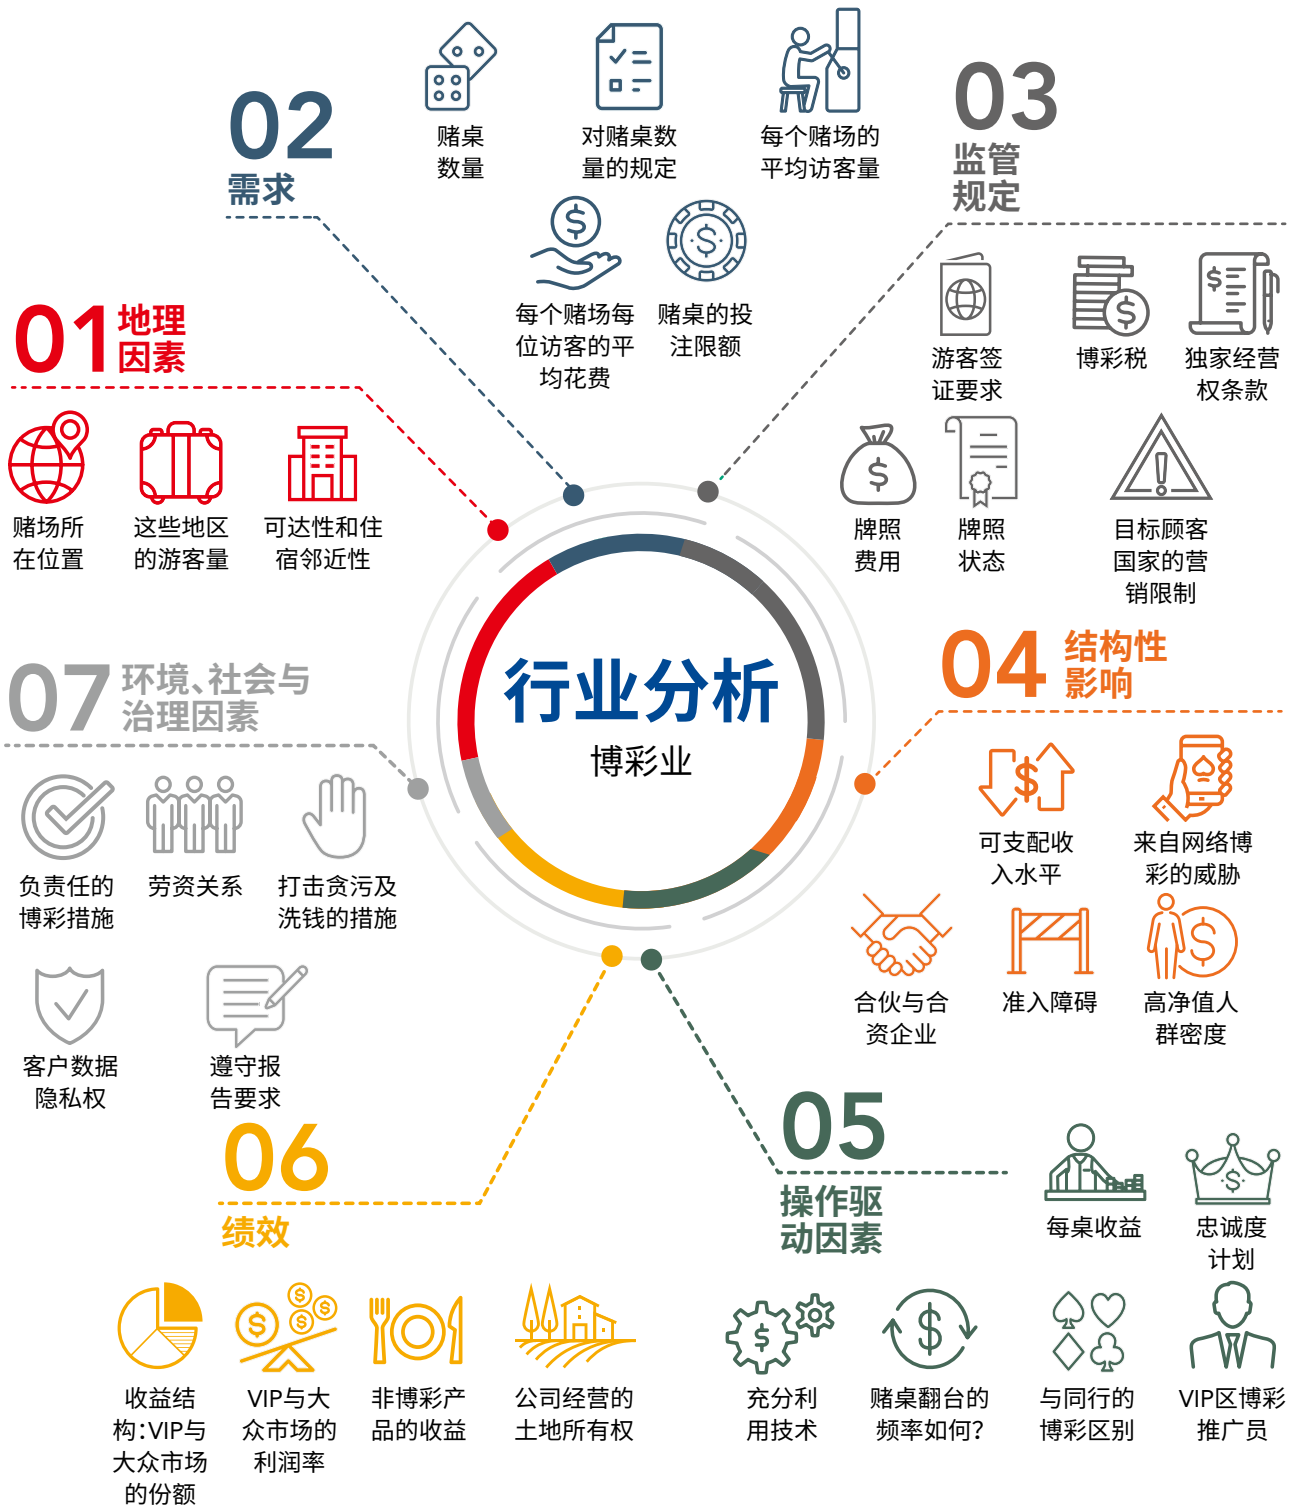 行业分析
博彩业
01
地理
因素
赌场所
在位置
这些地区
的游客量
可达性和住
宿邻近性
02
需求
赌桌
数量
对赌桌数
量的规定
每个赌场的
平均访客量
每个赌场每
位访客的平
均花费
赌桌的投
注限额
03
监管
规定
游客签
证要求
博彩税
独家经营
权条款
牌照
费用
牌照
状态
目标顾客
国家的营
销限制
04
结构性
影响
可支配收
入水平
来自网络博
彩的威胁
合伙与合
资企业
准入障碍
高净值人
群密度
05
操作驱
动因素
每桌收益
忠诚度
计划
充分利
用技术
赌桌翻台的
频率如何？
与同行的
博彩区别
VIP区博彩
推广员
06
绩效
收益结
构：VIP与
大众市场
的份额
VIP与大
众市场的
利润率
非博彩产
品的收益
公司经营的
土地所有权
07
环境、社会与
治理因素
负责任的
博彩措施
劳资关系
打击贪污及
洗钱的措施
客户数据
隐私权
遵守报
告要求